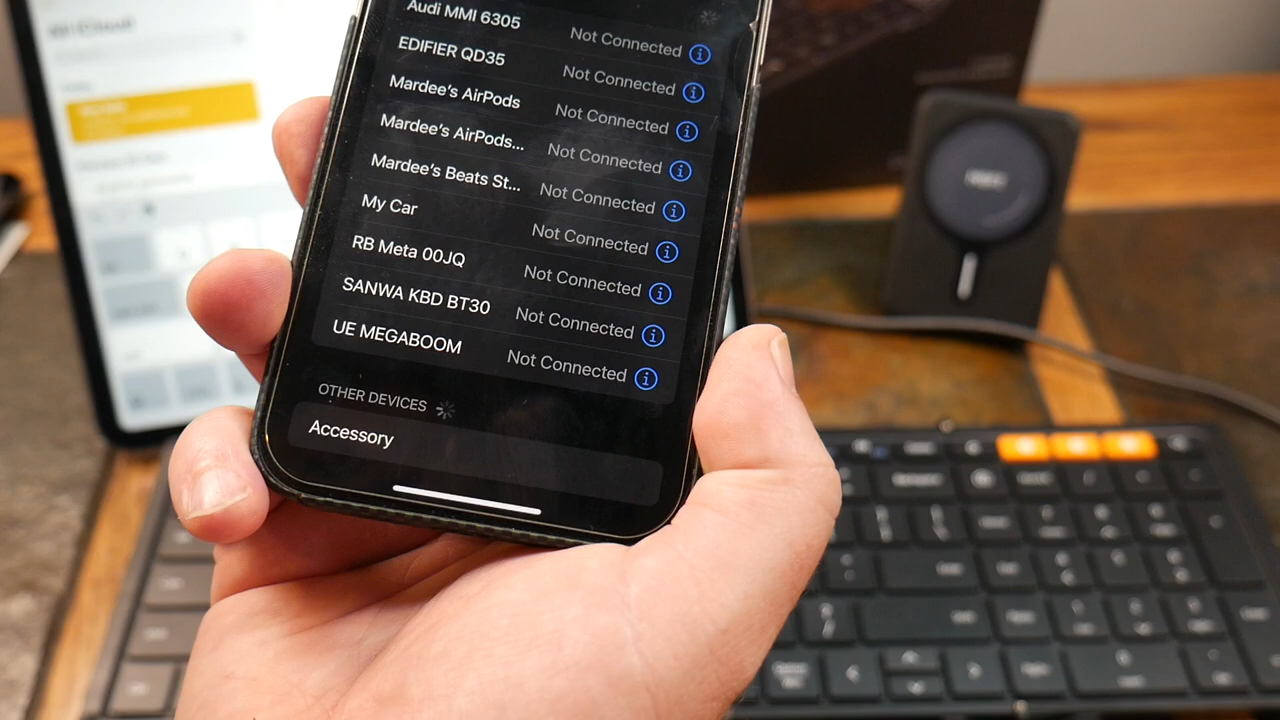 Audi MMI 6305 Not Connected
EDIFIER QD35 Not Connected
Mardee's AirPods Not Connected
Mardee's AirPods... Not Connected
Mardee's Beats St... Not Connected
My Car Not Connected
RB Meta 00JQ Not Connected
SANWA KBD BT30 Not Connected
UE MEGABOOM Not Connected
OTHER DEVICES
Accessory